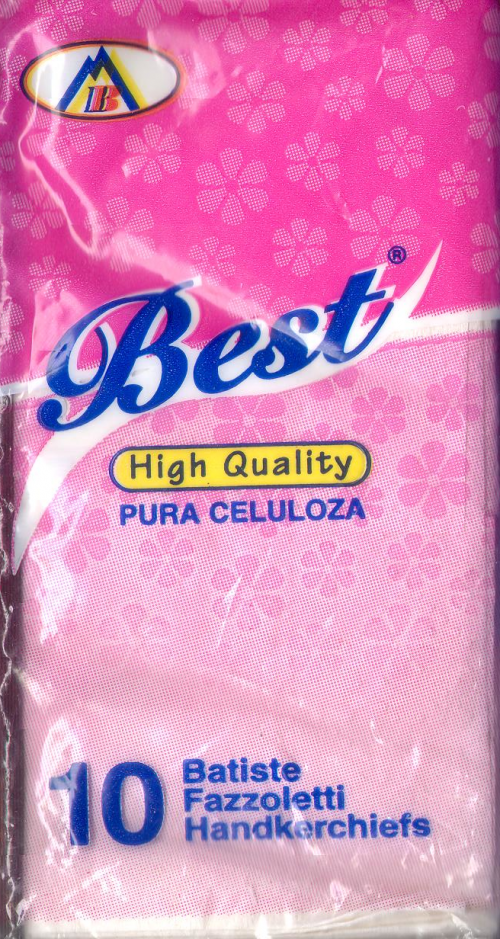 B
Best®
High Quality
PURA CELULOZA
10
Batiste
Fazzoletti
Handkerchiefs